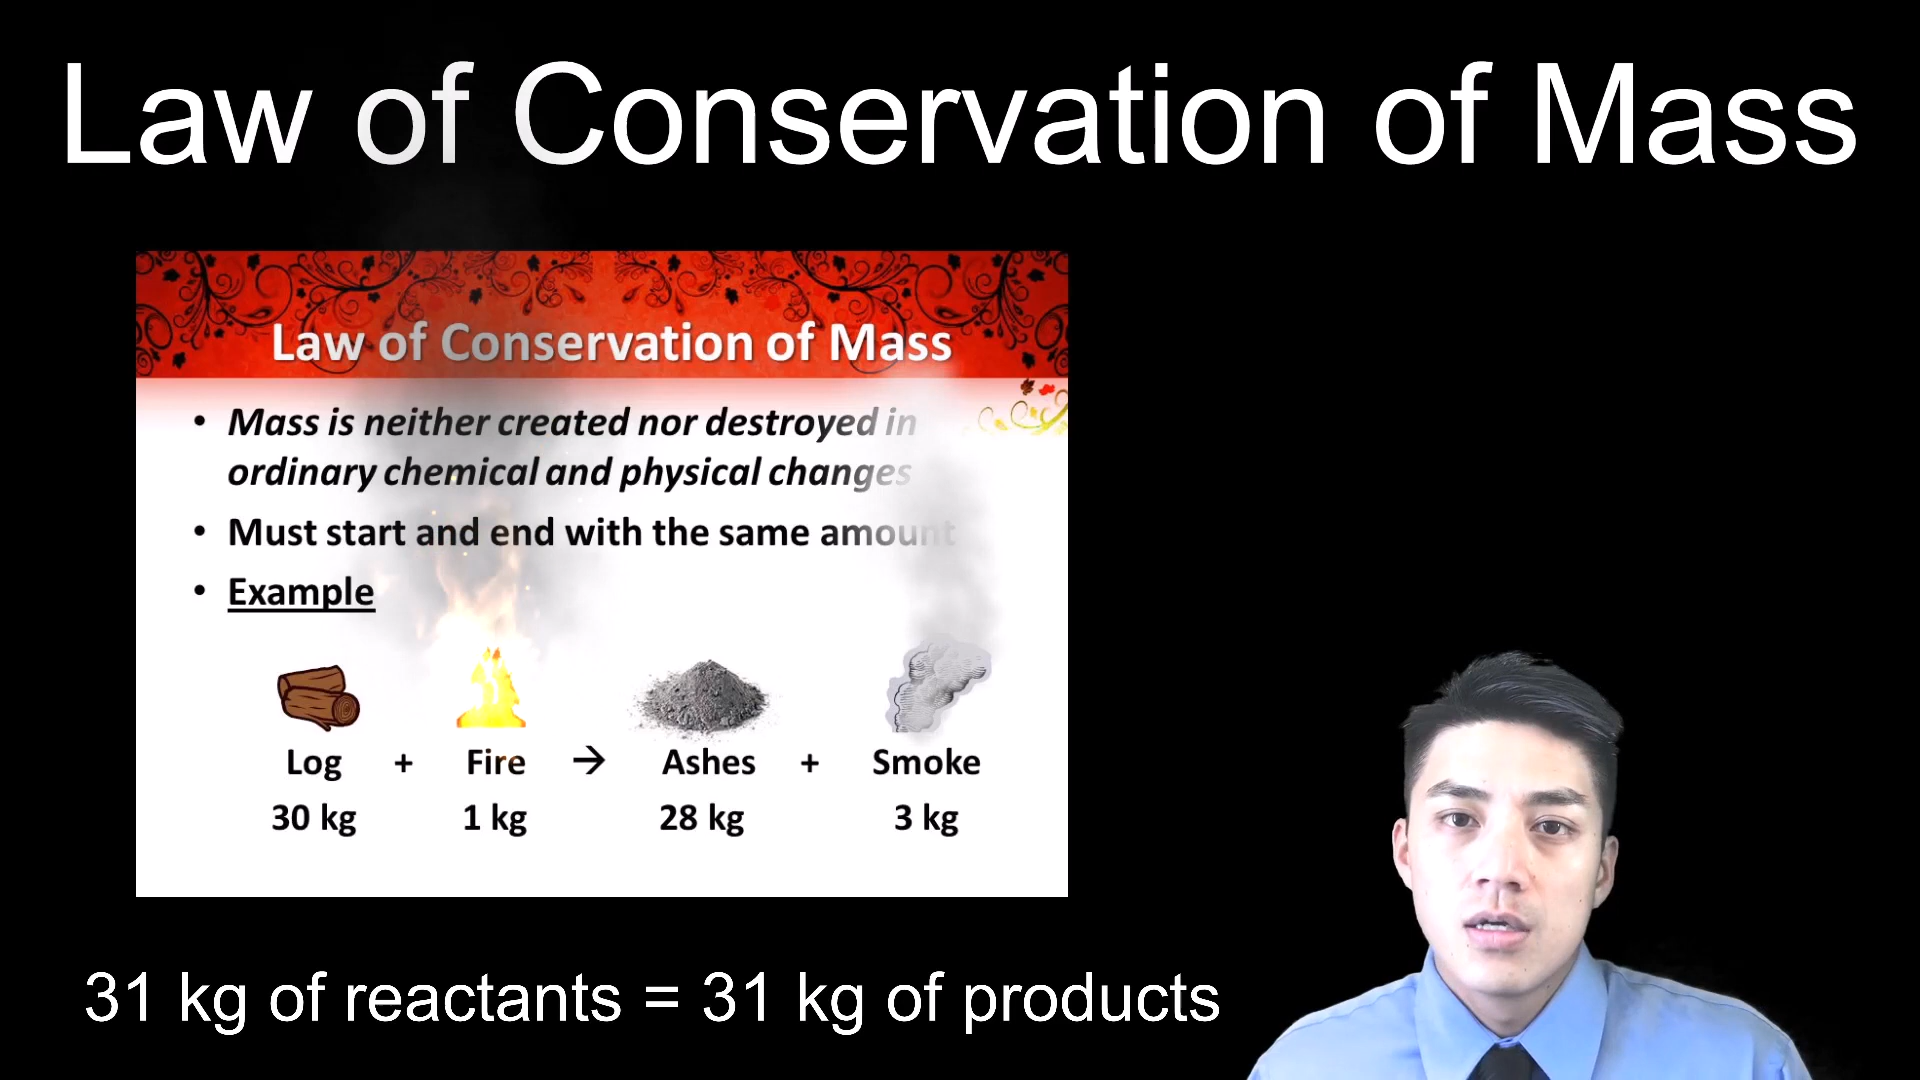 Law of Conservation of Mass
Law of Conservation of Mass
• Mass is neither created nor destroyed in
ordinary chemical and physical changes
• Must start and end with the same amount
• Example
Log + Fire → Ashes + Smoke
30 kg 1 kg 28 kg 3 kg
31 kg of reactants = 31 kg of products